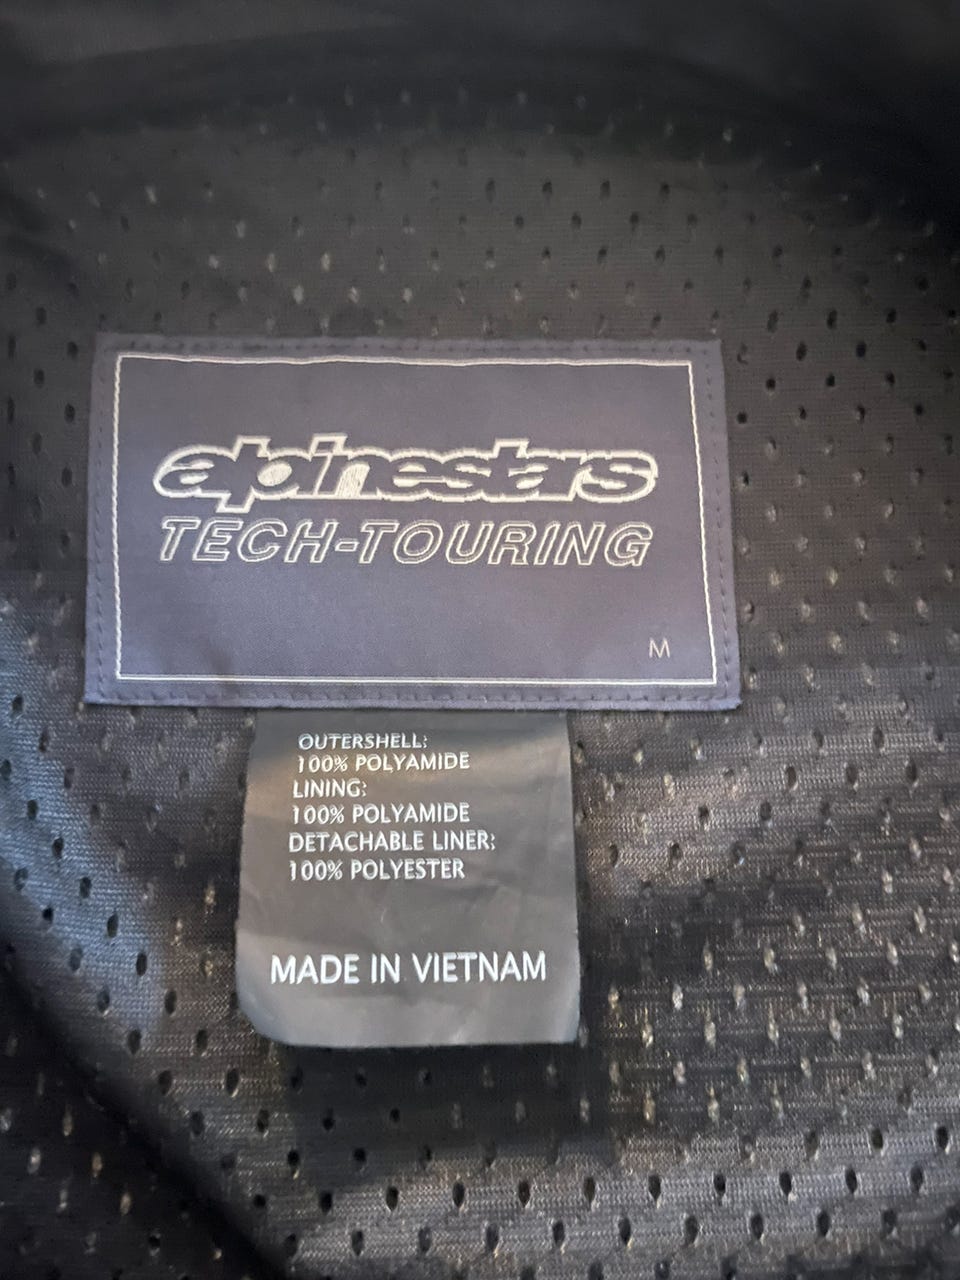 alpinestars
TECH-TOURING
M
OUTERSHELL:
100% POLYAMIDE
LINING:
100% POLYAMIDE
DETACHABLE LINER:
100% POLYESTER
MADE IN VIETNAM